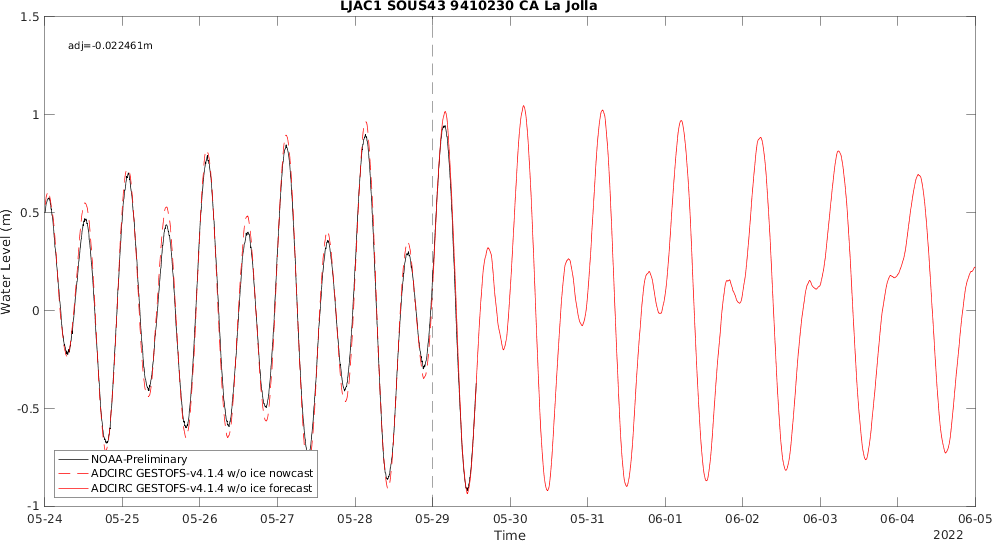 LJAC1 SOUS43 9410230 CA La Jolla
adj=-0.022461m
Water Level (m)
1.5
1
0.5
0
-0.5
-1
NOAA-Preliminary
ADCIRC GESTOFS-v4.1.4 w/o ice nowcast
ADCIRC GESTOFS-v4.1.4 w/o ice forecast
05-24 05-25 05-26 05-27 05-28 05-29 05-30 05-31 06-01 06-02 06-03 06-04 06-05
Time
2022